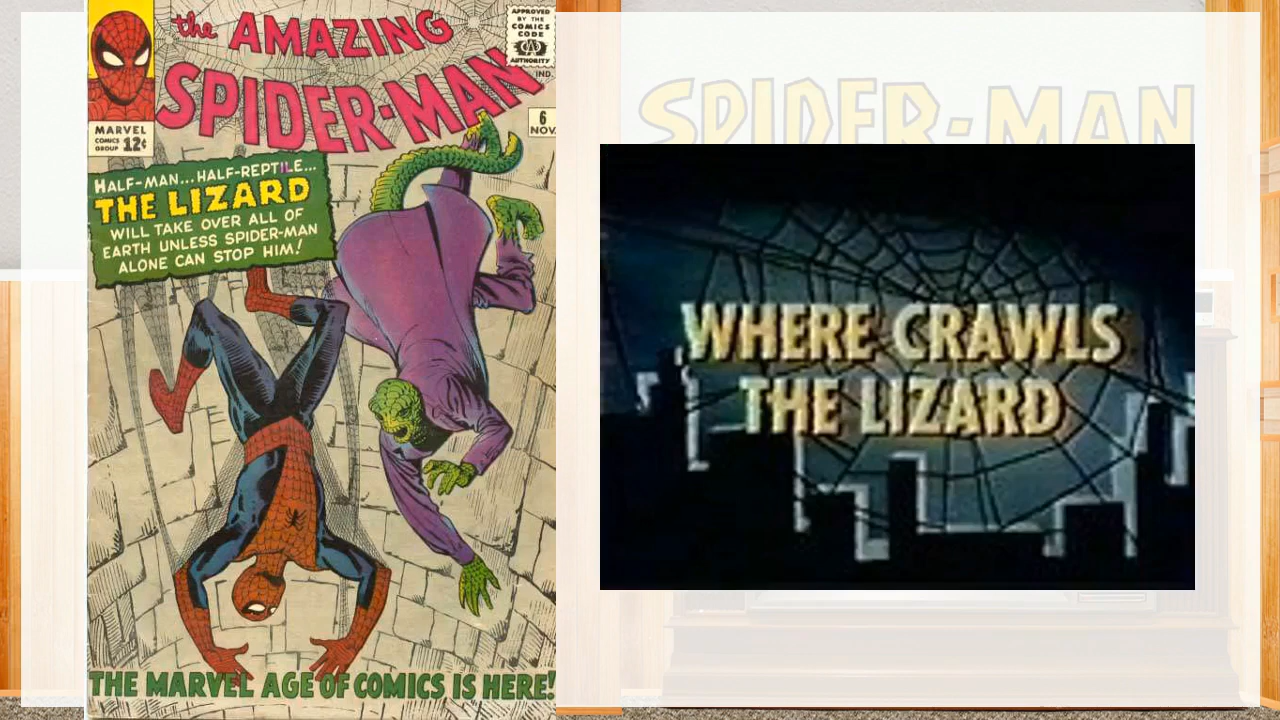 the AMAZING
SPIDER-MAN
APPROVED
BY THE
COMICS
CODE
CA
AUTHORITY
IND.
MARVEL
COMICS
GROUP
12¢
6
NOV.
HALF-MAN...HALF-REPTILE...
THE LIZARD
WILL TAKE OVER ALL OF
EARTH UNLESS SPIDER-MAN
ALONE CAN STOP HIM!
THE MARVEL AGE OF COMICS IS HERE!
SPIDER-MAN
WHERE CRAWLS
THE LIZARD